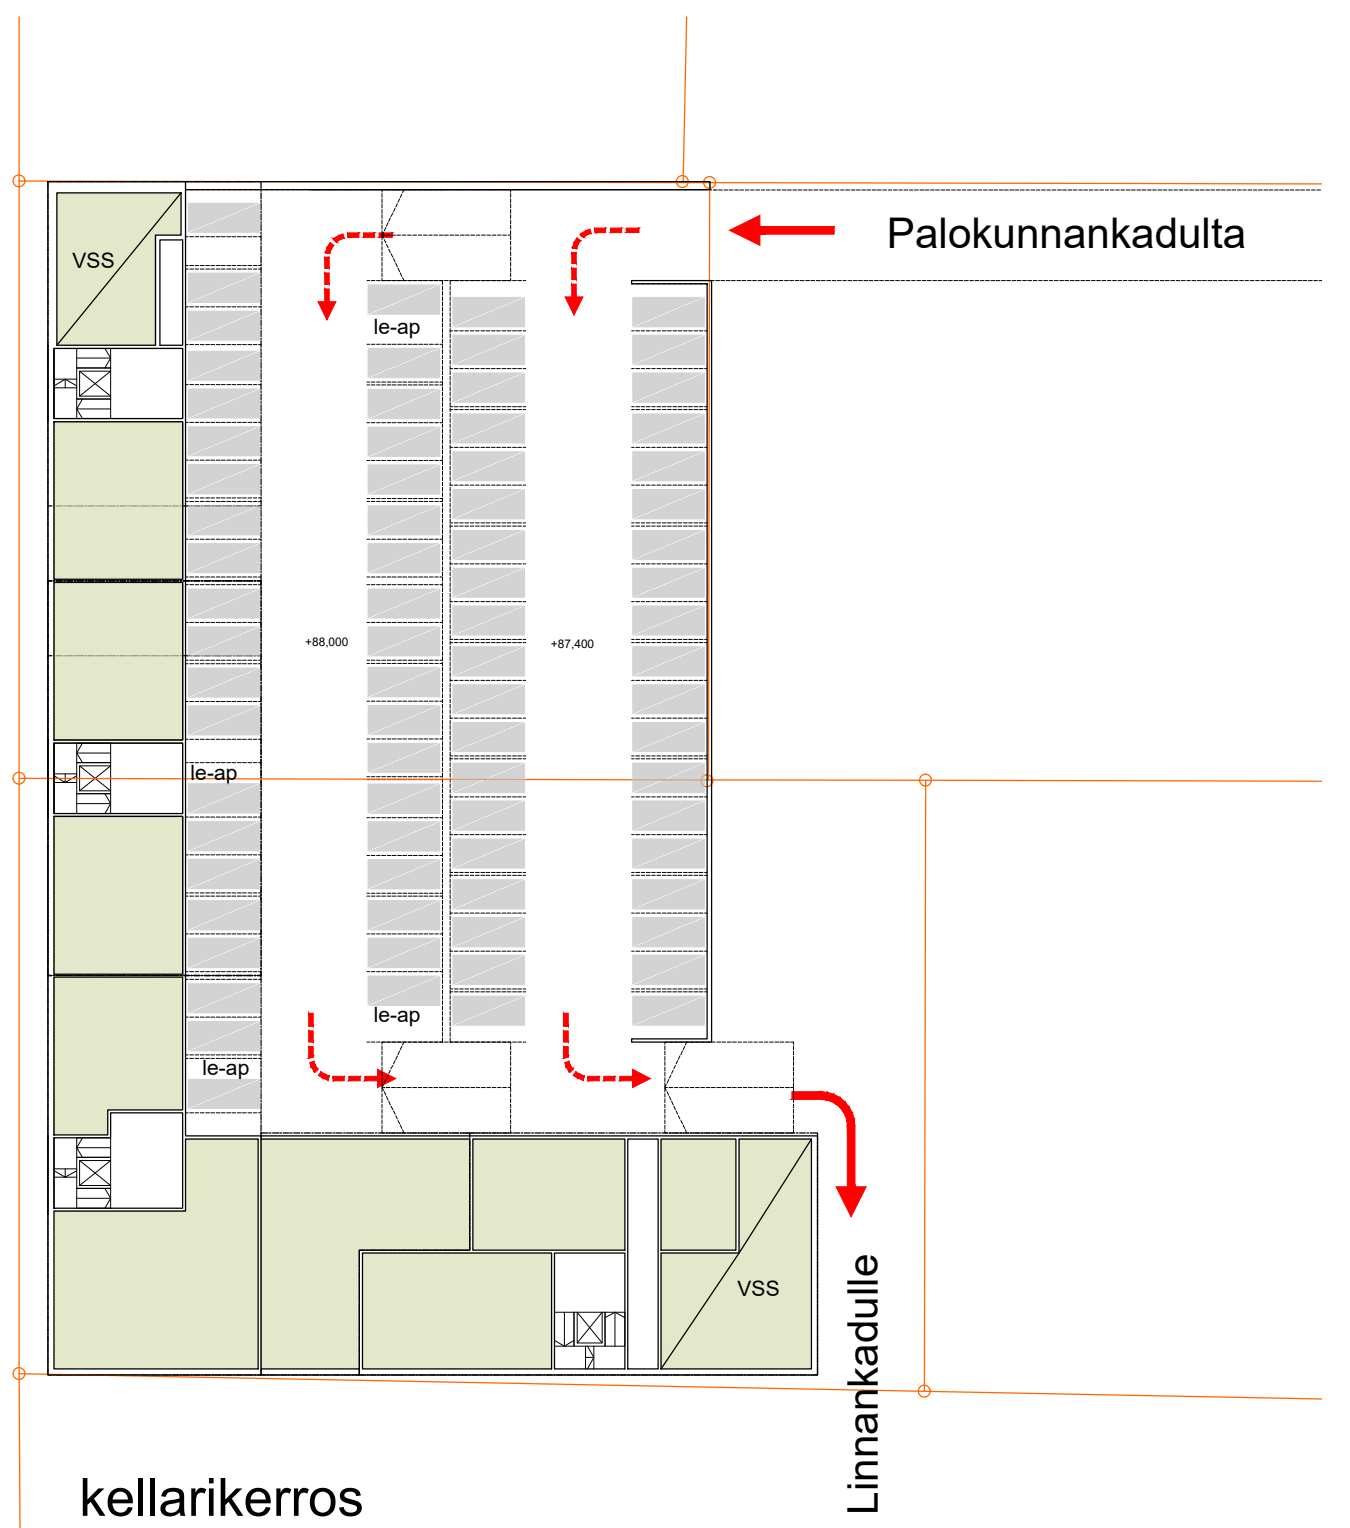 Palokunnankadulta
VSS
le-ap
+88,000
+87,400
le-ap
le-ap
le-ap
VSS
Linnankadulle
kellarikerros